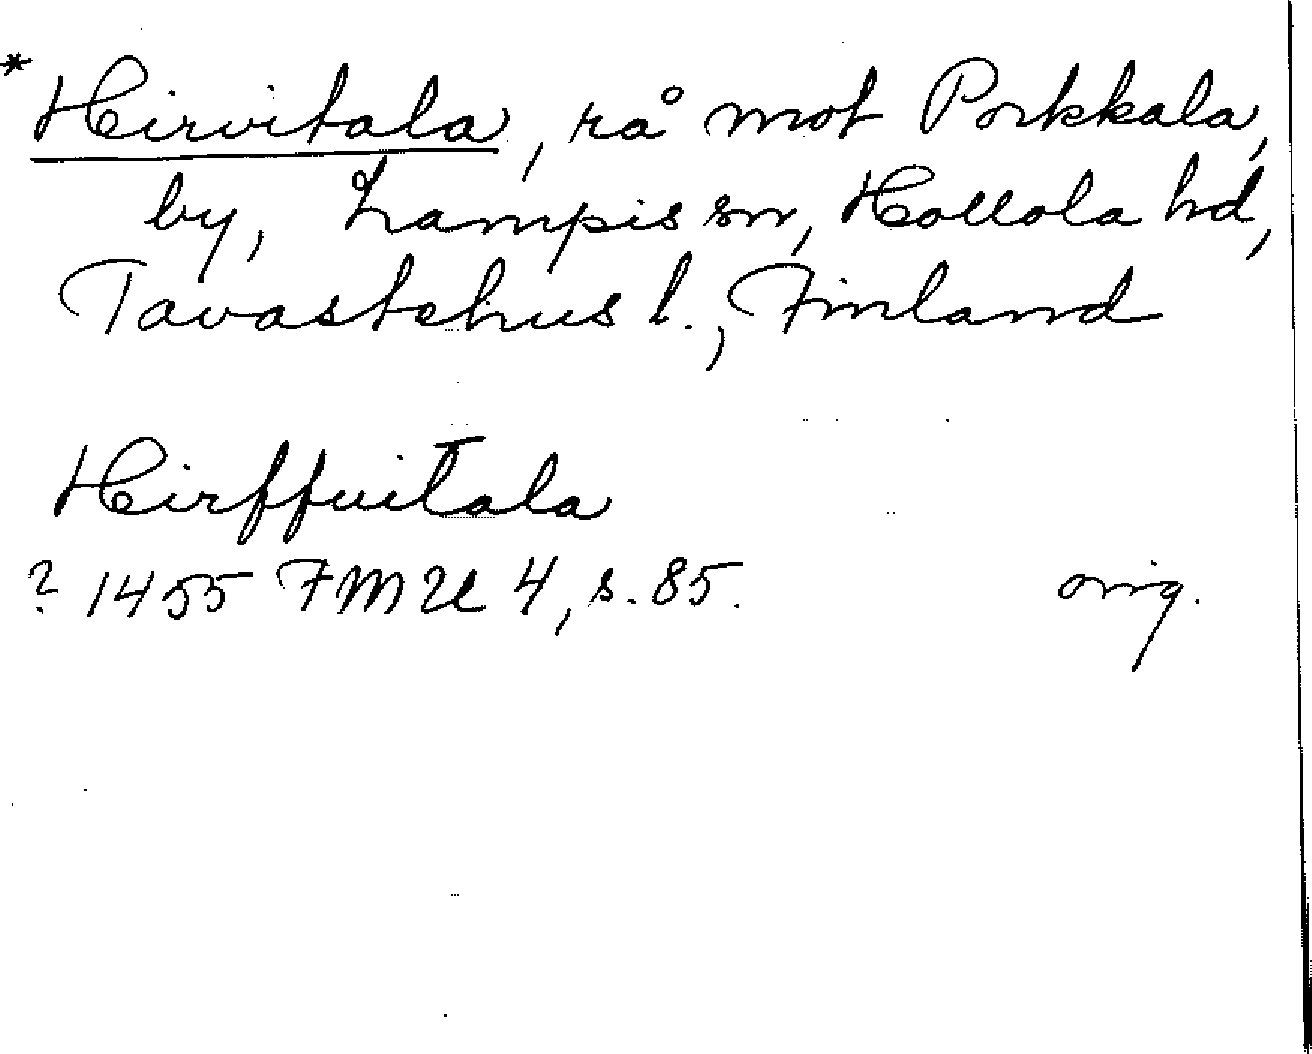 *Hirvitala, rå mot Porkkala,
by, Lampis sn, Hollola hd,
Tavastehus l., Finland
Hirffuitala
? 1455 FMU 4, s. 85. orig.